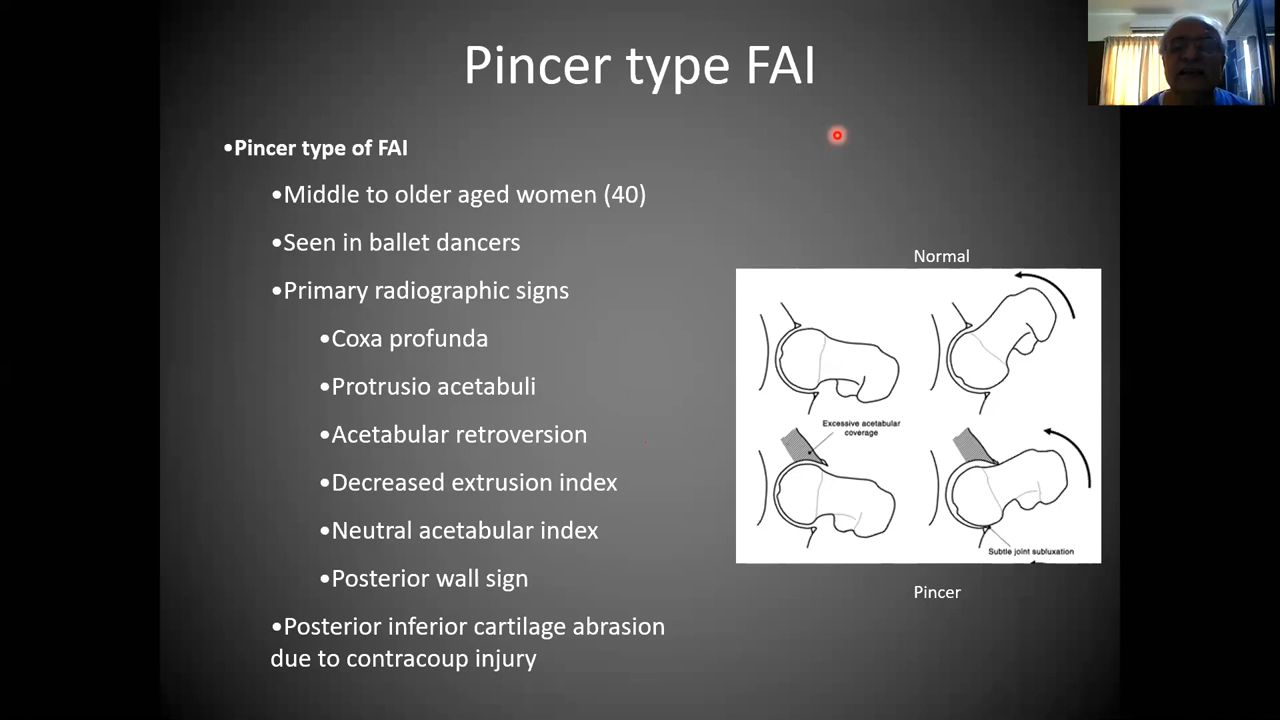 Pincer type FAI
•Pincer type of FAI
•Middle to older aged women (40)
•Seen in ballet dancers
•Primary radiographic signs
•Coxa profunda
•Protrusio acetabuli
•Acetabular retroversion
•Decreased extrusion index
•Neutral acetabular index
•Posterior wall sign
•Posterior inferior cartilage abrasion
due to contracoup injury
Normal
Excessive acetabular
coverage
Subtle joint subluxation
Pincer